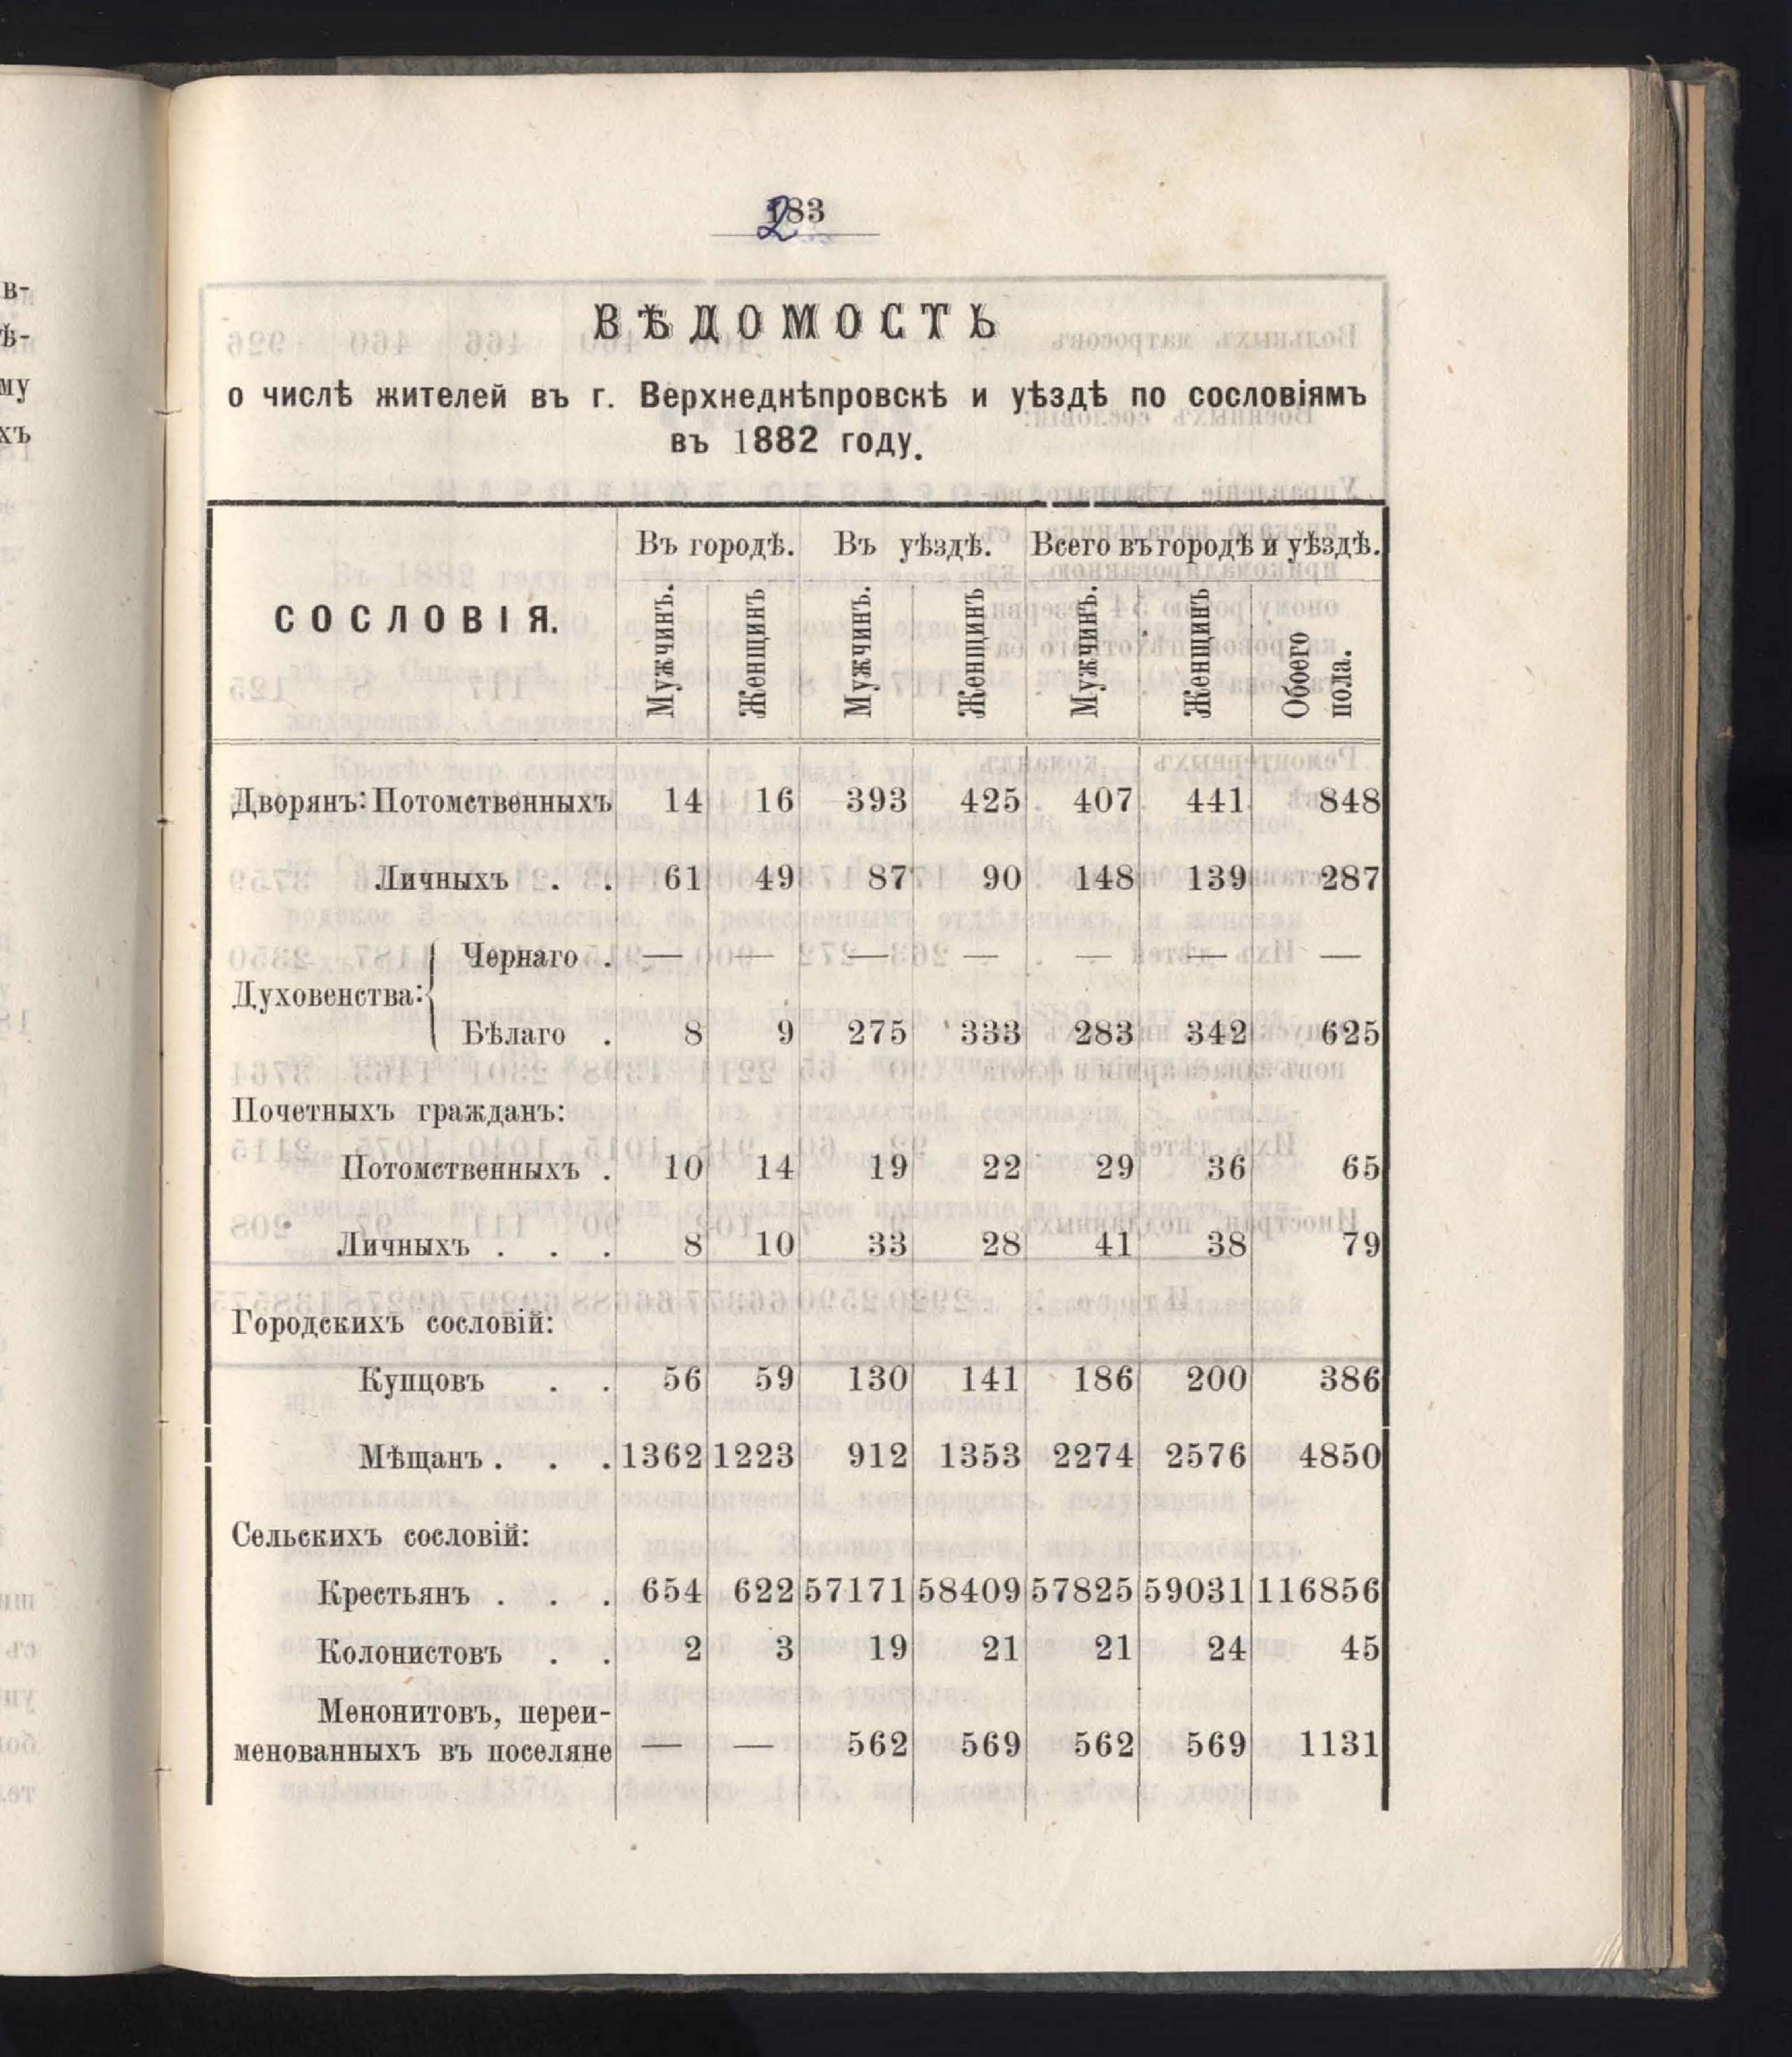 283
ВѢДОМОСТЬ
о числѣ жителей въ г. Верхнеднѣпровскѣ и уѣздѣ по сословіямъ
въ 1882 году.
СОСЛОВІЯ. Въ городѣ. Въ уѣздѣ. Всего въ городѣ и уѣздѣ.
Мужчинъ. Женщинъ Мужчинъ. Женщинъ Мужчинъ. Женщинъ Обоего пола.
Дворянъ: Потомственныхъ 14 16 393 425 407 441 848
Личныхъ . . 61 49 87 90 148 139 287
Чернаго . — — — — — — —
Духовенства:
Бѣлаго . 8 9 275 333 283 342 625
Почетныхъ гражданъ:
Потомственныхъ . 10 14 19 22 29 36 65
Личныхъ . . . 8 10 33 28 41 38 79
Городскихъ сословій:
Купцовъ . . 56 59 130 141 186 200 386
Мѣщанъ . . . 1362 1223 912 1353 2274 2576 4850
Сельскихъ сословій:
Крестьянъ . . . 654 622 57171 58409 57825 59031 116856
Колонистовъ . . 2 3 19 21 21 24 45
Менонитовъ, переи-
менованныхъ въ поселяне — — 562 569 562 569 1131